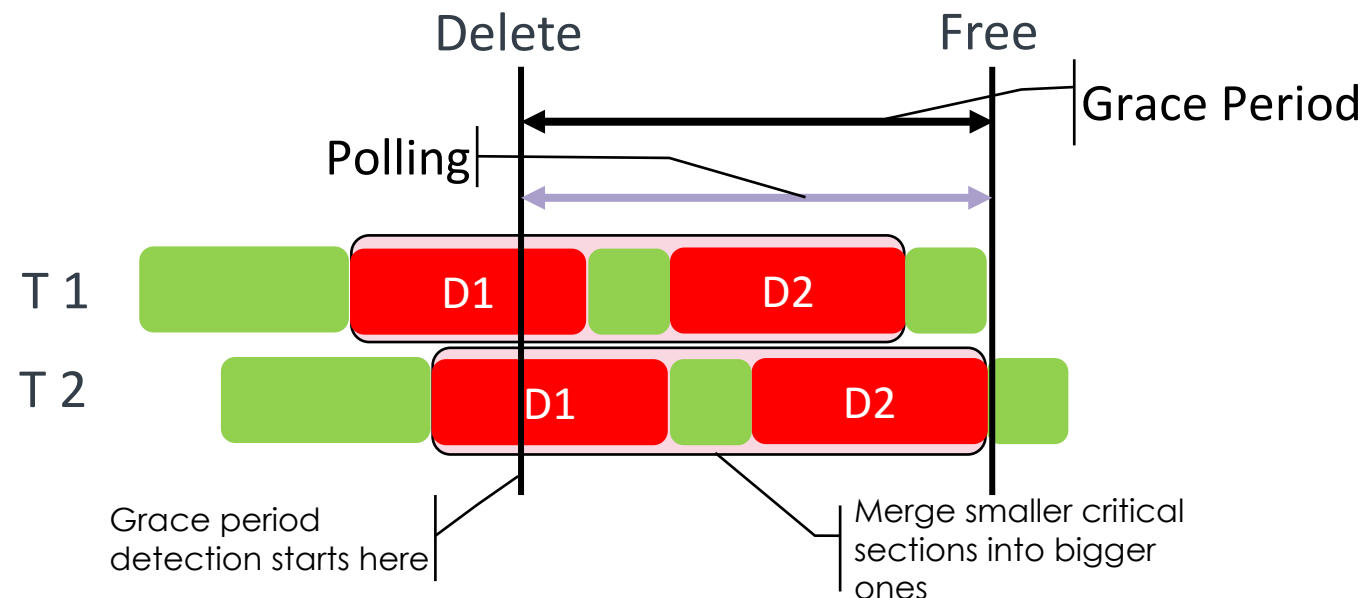 Delete
Free
Grace Period
Polling
T 1
D1
D2
T 2
D1
D2
Grace period
detection starts here
Merge smaller critical
sections into bigger
ones